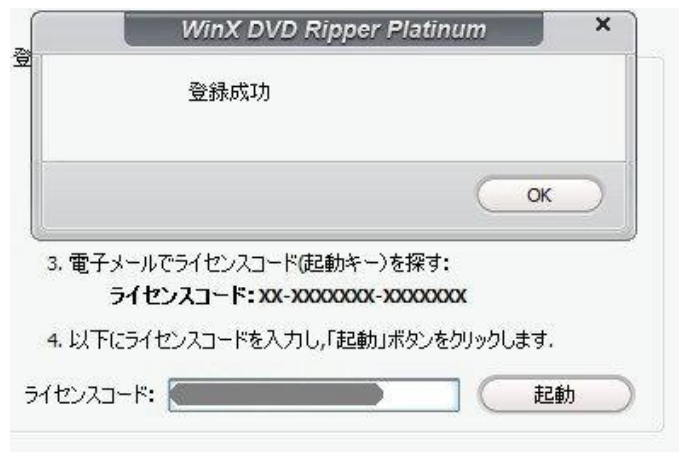 WinX DVD Ripper Platinum
×
登
登録成功
OK
3. 電子メールでライセンスコード(起動キー)を探す:
ライセンスコード: XX-XXXXXXX-XXXXXXX
4. 以下にライセンスコードを入力し,「起動」ボタンをクリックします.
ライセンスコード:
起動